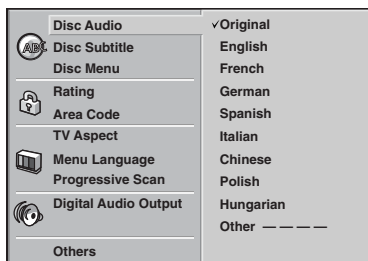 Disc Audio
Disc Subtitle
Disc Menu
Rating
Area Code
TV Aspect
Menu Language
Progressive Scan
Digital Audio Output
Others
✓Original
English
French
German
Spanish
Italian
Chinese
Polish
Hungarian
Other — — — —
ABC